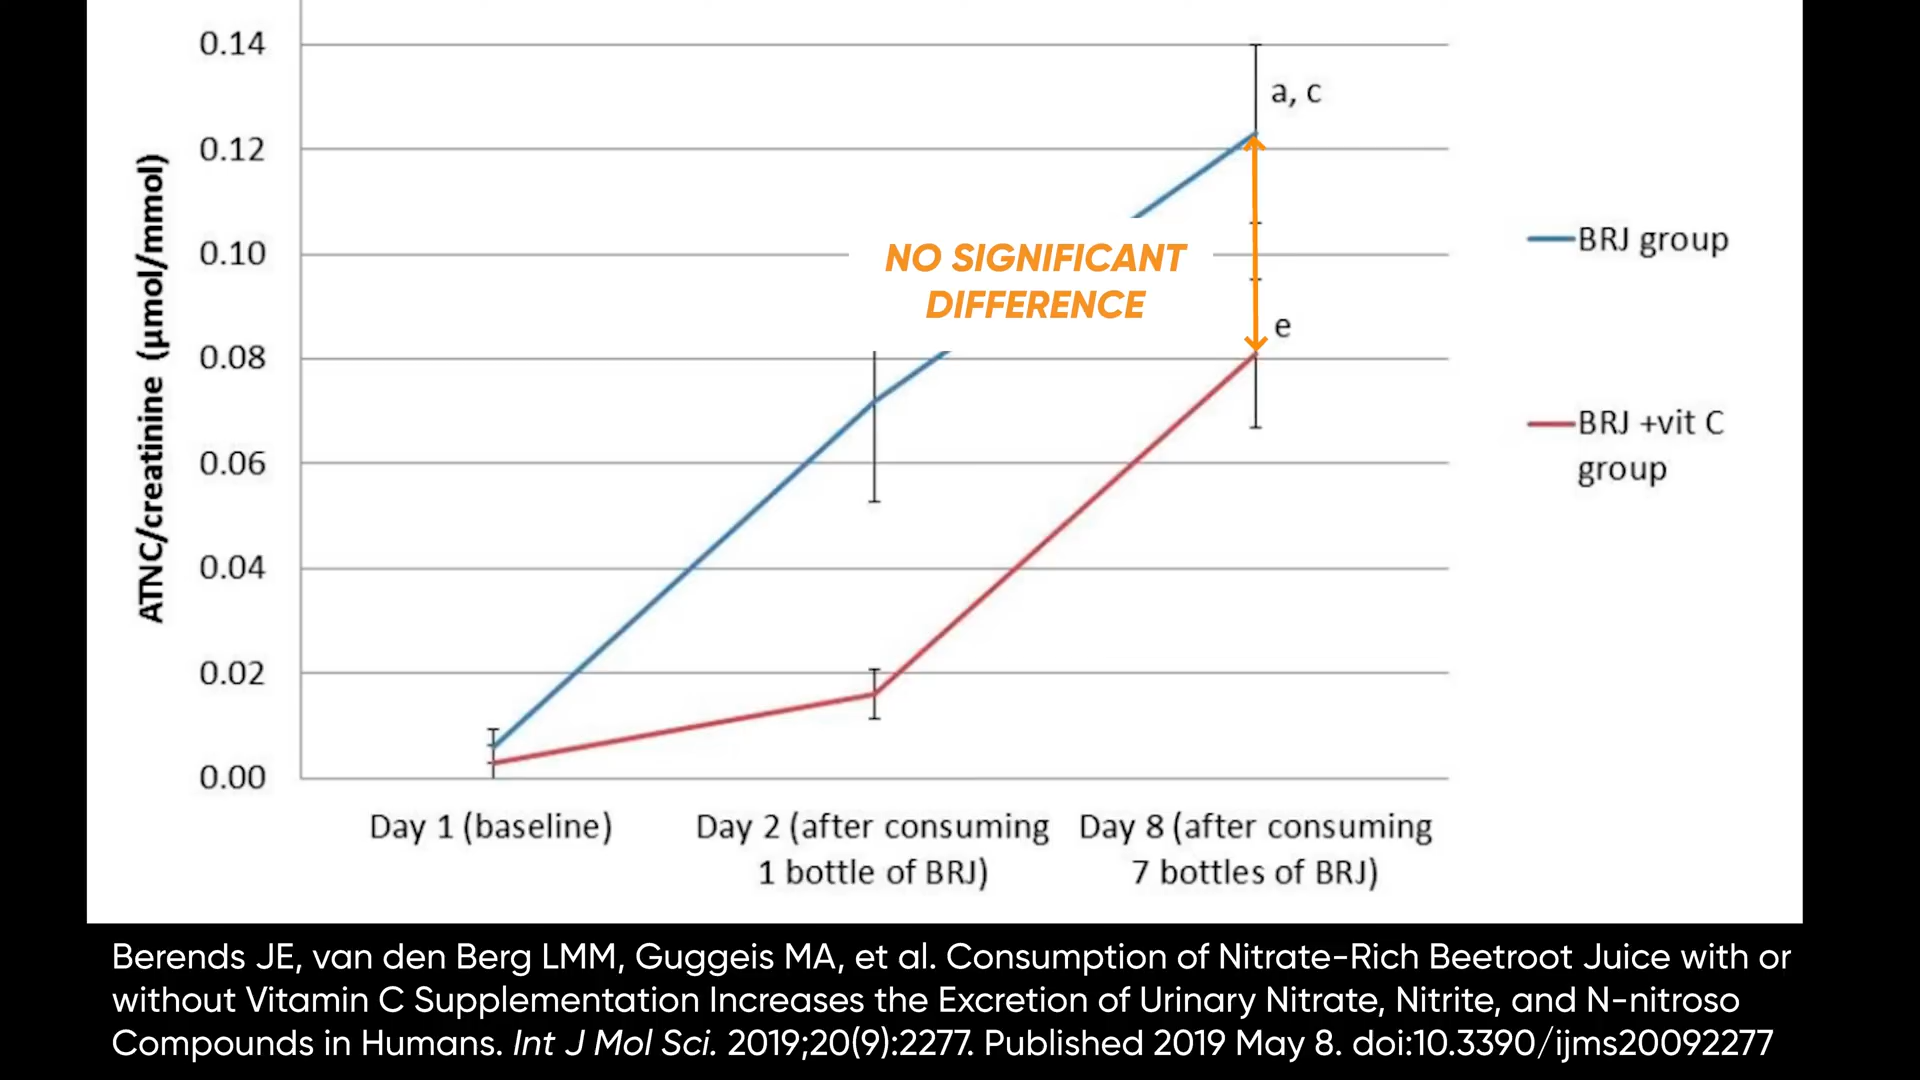 0.14
a, c
0.12
0.10
NO SIGNIFICANT
DIFFERENCE
e
0.08
0.06
0.04
0.02
0.00
ATNC/creatinine (µmol/mmol)
BRJ group
BRJ +vit C
group
Day 1 (baseline)
Day 2 (after consuming
1 bottle of BRJ)
Day 8 (after consuming
7 bottles of BRJ)
Berends JE, van den Berg LMM, Guggeis MA, et al. Consumption of Nitrate-Rich Beetroot Juice with or
without Vitamin C Supplementation Increases the Excretion of Urinary Nitrate, Nitrite, and N-nitroso
Compounds in Humans. Int J Mol Sci. 2019;20(9):2277. Published 2019 May 8. doi:10.3390/ijms20092277